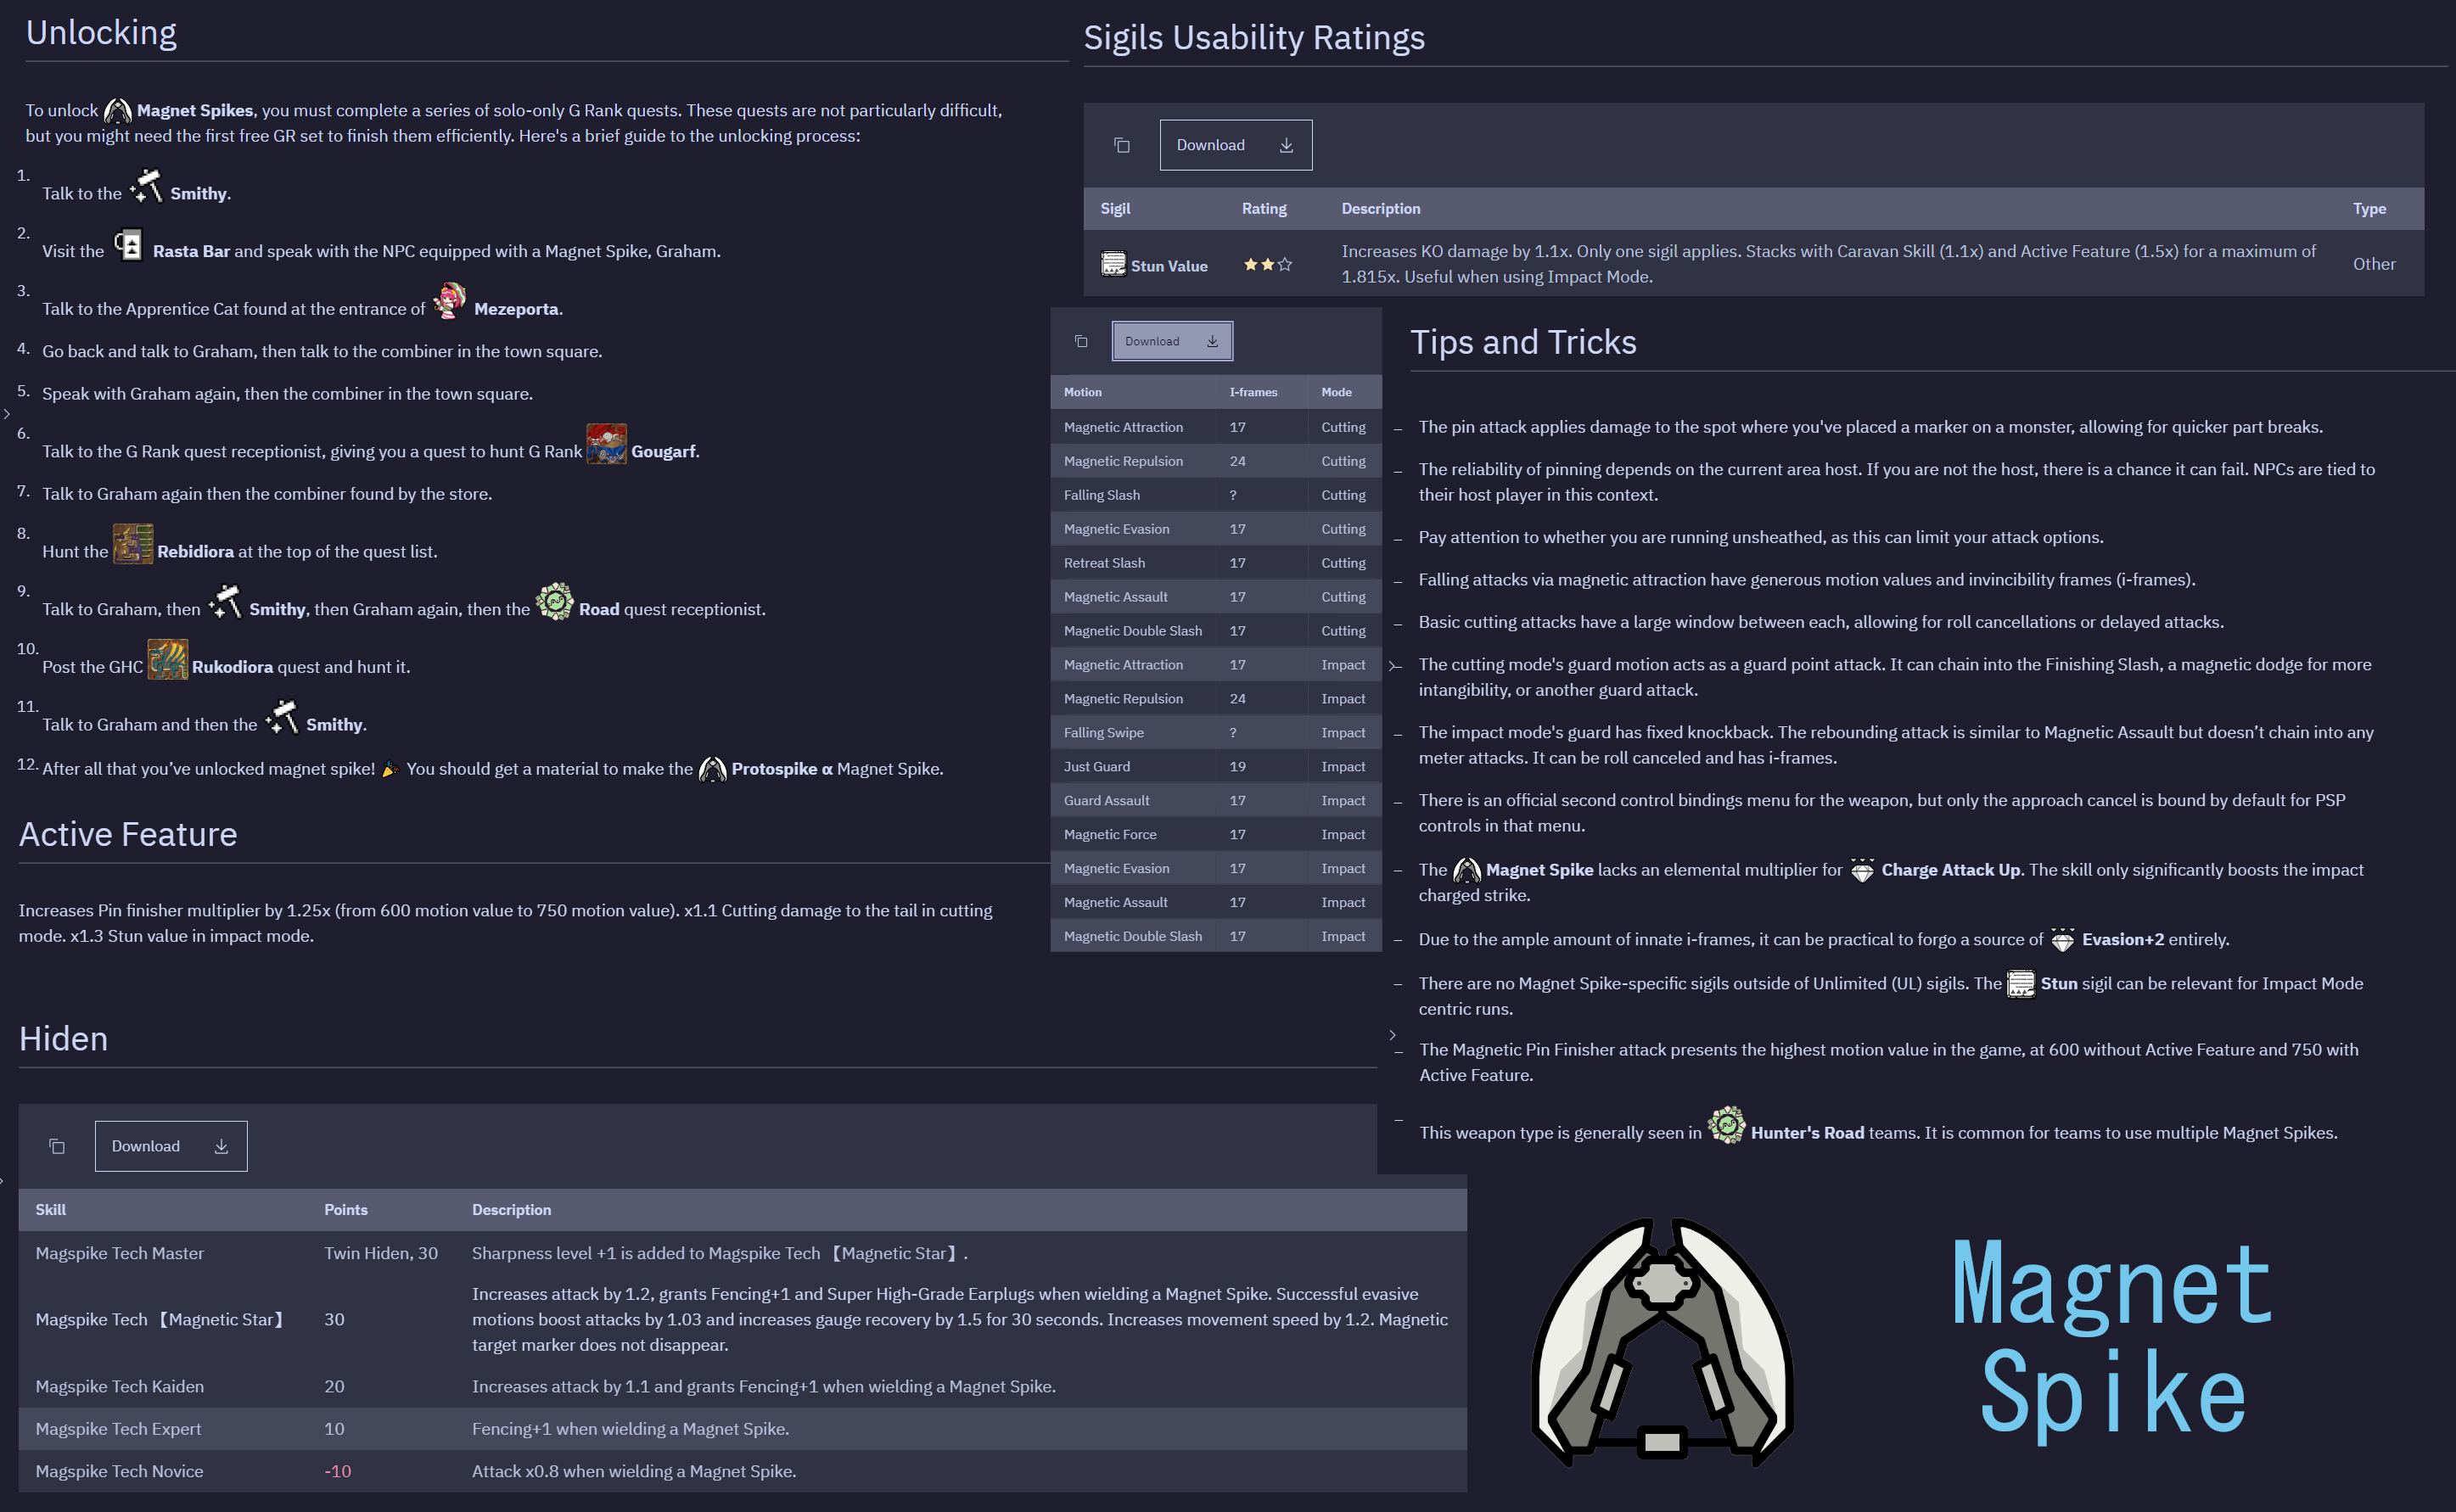 Unlocking
To unlock Magnet Spikes, you must complete a series of solo-only G Rank quests. These quests are not particularly difficult,
but you might need the first free GR set to finish them efficiently. Here's a brief guide to the unlocking process:
1. Talk to the Smithy.
2. Visit the Rasta Bar and speak with the NPC equipped with a Magnet Spike, Graham.
3. Talk to the Apprentice Cat found at the entrance of Mezeporta.
4. Go back and talk to Graham, then talk to the combiner in the town square.
5. Speak with Graham again, then the combiner in the town square.
6. Talk to the G Rank quest receptionist, giving you a quest to hunt G Rank Gougarf.
7. Talk to Graham again then the combiner found by the store.
8. Hunt the Rebidiora at the top of the quest list.
9. Talk to Graham, then Smithy, then Graham again, then the Road quest receptionist.
10. Post the GHC Rukodiora quest and hunt it.
11. Talk to Graham and then the Smithy.
12. After all that you’ve unlocked magnet spike! You should get a material to make the Protospike α Magnet Spike.
Active Feature
Increases Pin finisher multiplier by 1.25x (from 600 motion value to 750 motion value). x1.1 Cutting damage to the tail in cutting
mode. x1.3 Stun value in impact mode.
Hiden
Download
Skill Points Description
Magspike Tech Master Twin Hiden, 30 Sharpness level +1 is added to Magspike Tech【Magnetic Star】.
Magspike Tech【Magnetic Star】 30 Increases attack by 1.2, grants Fencing+1 and Super High-Grade Earplugs when wielding a Magnet Spike. Successful evasive
motions boost attacks by 1.03 and increases gauge recovery by 1.5 for 30 seconds. Increases movement speed by 1.2. Magnetic
target marker does not disappear.
Magspike Tech Kaiden 20 Increases attack by 1.1 and grants Fencing+1 when wielding a Magnet Spike.
Magspike Tech Expert 10 Fencing+1 when wielding a Magnet Spike.
Magspike Tech Novice -10 Attack x0.8 when wielding a Magnet Spike.
Sigils Usability Ratings
Download
Sigil Rating Description Type
Stun Value ★★☆ Increases KO damage by 1.1x. Only one sigil applies. Stacks with Caravan Skill (1.1x) and Active Feature (1.5x) for a maximum of
1.815x. Useful when using Impact Mode. Other
Download
Motion I-frames Mode
Magnetic Attraction 17 Cutting
Magnetic Repulsion 24 Cutting
Falling Slash ? Cutting
Magnetic Evasion 17 Cutting
Retreat Slash 17 Cutting
Magnetic Assault 17 Cutting
Magnetic Double Slash 17 Cutting
Magnetic Attraction 17 Impact
Magnetic Repulsion 24 Impact
Falling Swipe ? Impact
Just Guard 19 Impact
Guard Assault 17 Impact
Magnetic Force 17 Impact
Magnetic Evasion 17 Impact
Magnetic Assault 17 Impact
Magnetic Double Slash 17 Impact
Tips and Tricks
– The pin attack applies damage to the spot where you've placed a marker on a monster, allowing for quicker part breaks.
– The reliability of pinning depends on the current area host. If you are not the host, there is a chance it can fail. NPCs are tied to
their host player in this context.
– Pay attention to whether you are running unsheathed, as this can limit your attack options.
– Falling attacks via magnetic attraction have generous motion values and invincibility frames (i-frames).
– Basic cutting attacks have a large window between each, allowing for roll cancellations or delayed attacks.
– The cutting mode's guard motion acts as a guard point attack. It can chain into the Finishing Slash, a magnetic dodge for more
intangibility, or another guard attack.
– The impact mode's guard has fixed knockback. The rebounding attack is similar to Magnetic Assault but doesn’t chain into any
meter attacks. It can be roll canceled and has i-frames.
– There is an official second control bindings menu for the weapon, but only the approach cancel is bound by default for PSP
controls in that menu.
– The Magnet Spike lacks an elemental multiplier for Charge Attack Up. The skill only significantly boosts the impact
charged strike.
– Due to the ample amount of innate i-frames, it can be practical to forgo a source of Evasion+2 entirely.
– There are no Magnet Spike-specific sigils outside of Unlimited (UL) sigils. The Stun sigil can be relevant for Impact Mode
centric runs.
– The Magnetic Pin Finisher attack presents the highest motion value in the game, at 600 without Active Feature and 750 with
Active Feature.
– This weapon type is generally seen in Hunter's Road teams. It is common for teams to use multiple Magnet Spikes.
Magnet
Spike